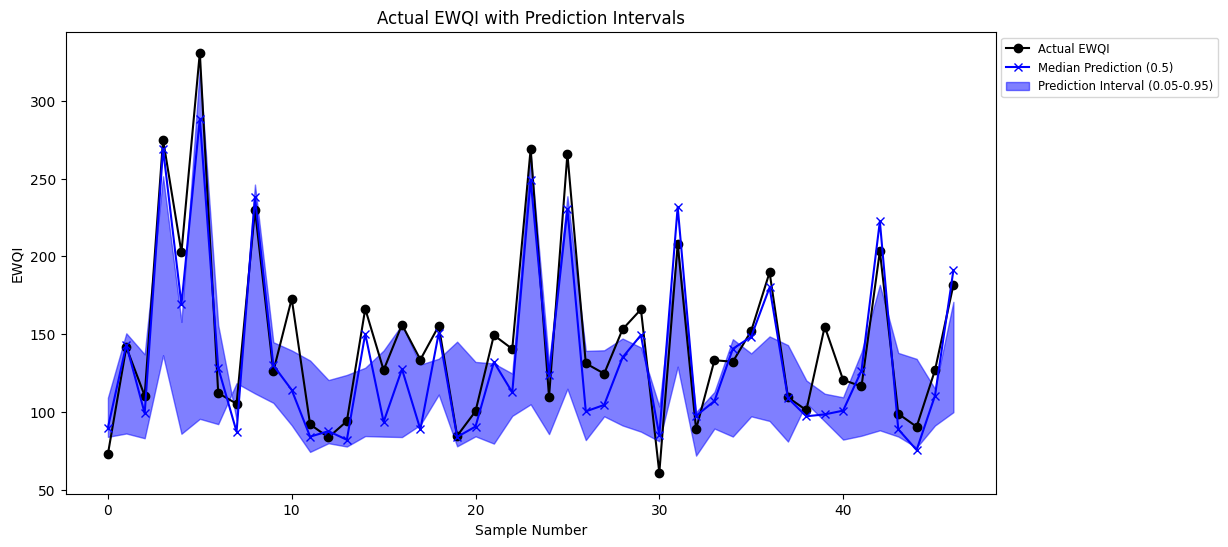 Actual EWQI with Prediction Intervals
Actual EWQI
Median Prediction (0.5)
Prediction Interval (0.05-0.95)
300
250
200
150
100
50
EWQI
0
10
20
30
40
Sample Number